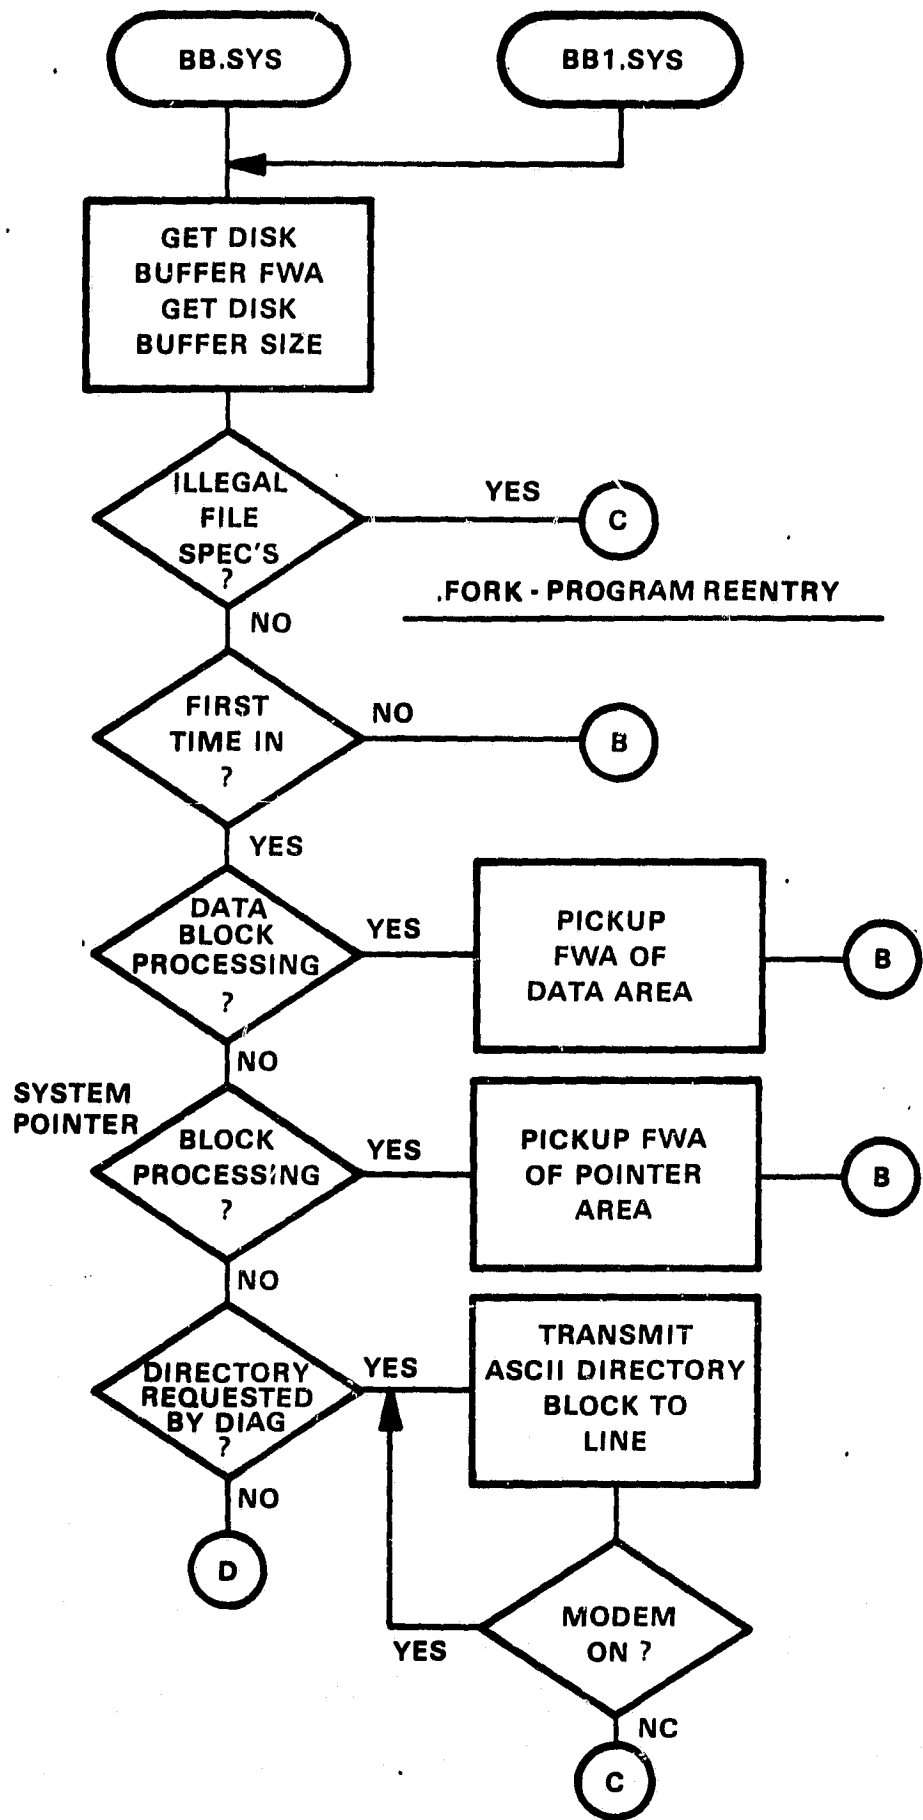 BB.SYS
BB1.SYS
GET DISK
BUFFER FWA
GET DISK
BUFFER SIZE
ILLEGAL
FILE
SPEC'S
?
YES
C
.FORK - PROGRAM REENTRY
NO
FIRST
TIME IN
?
NO
B
YES
DATA
BLOCK
PROCESSING
?
YES
PICKUP
FWA OF
DATA AREA
B
NO
SYSTEM
POINTER
BLOCK
PROCESSING
?
YES
PICKUP FWA
OF POINTER
AREA
B
NO
DIRECTORY
REQUESTED
BY DIAG
?
YES
TRANSMIT
ASCII DIRECTORY
BLOCK TO
LINE
NO
D
MODEM
ON ?
YES
NC
C